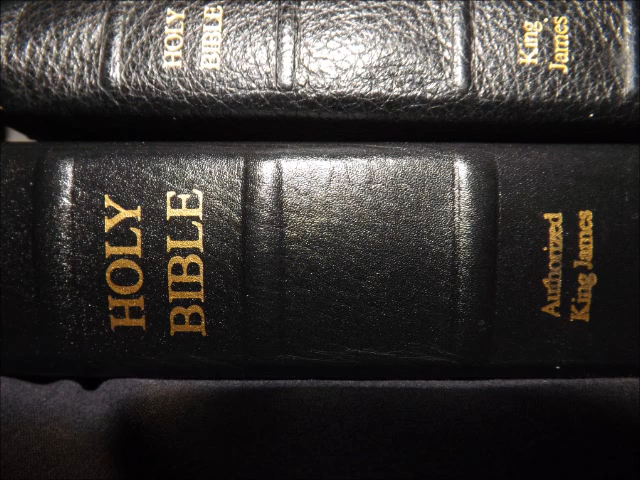 HOLY
BIBLE
King
James
HOLY
BIBLE
Authorized
King James